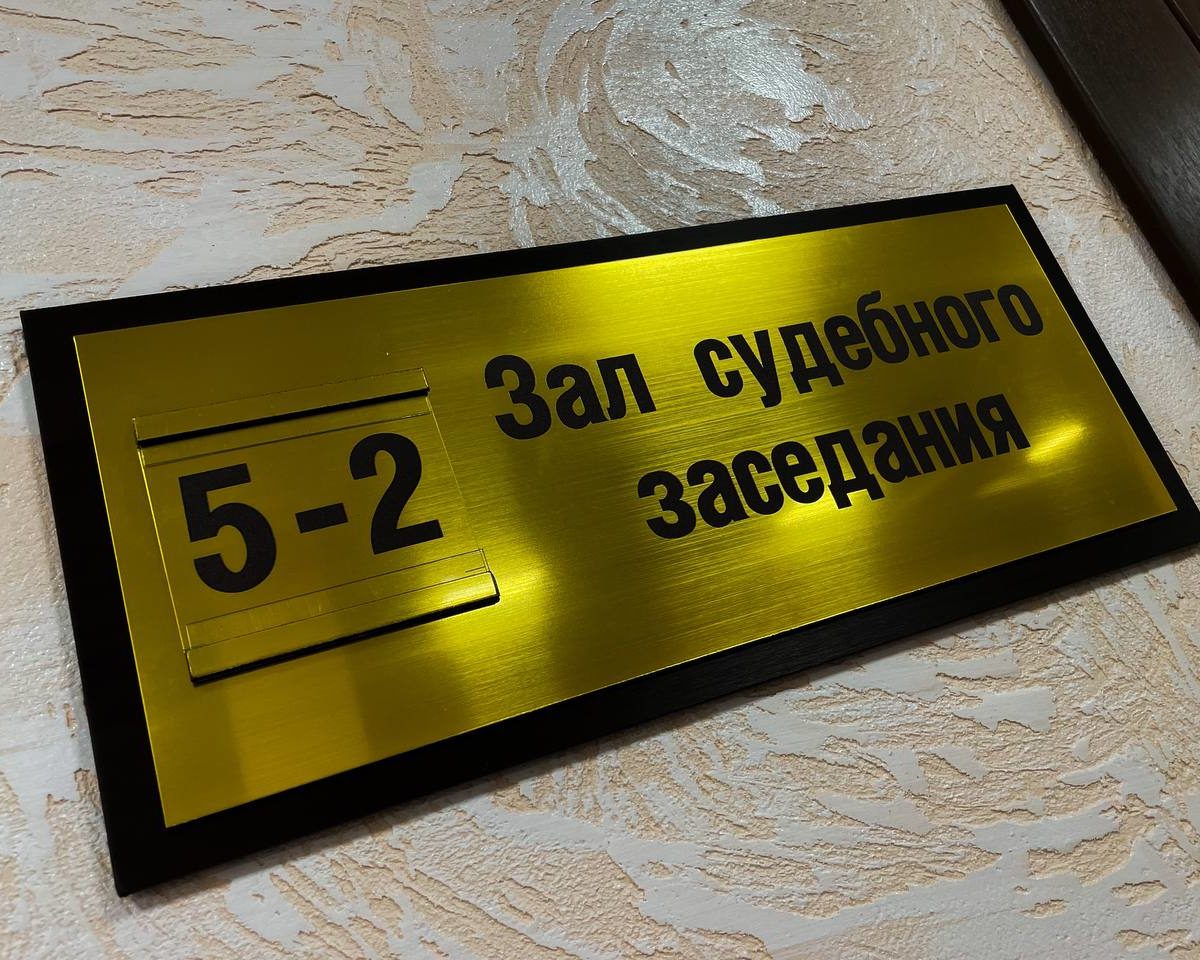 5-2
Зал судебного
заседания